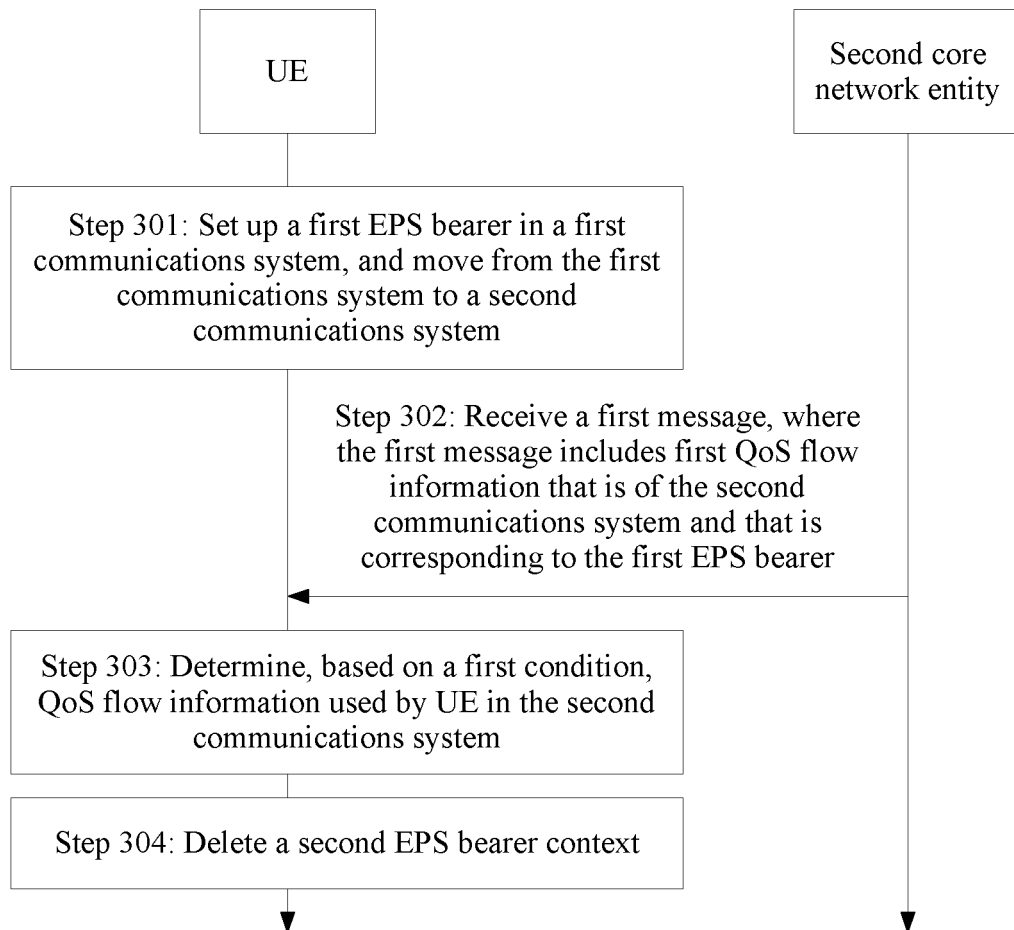 UE
Second core
network entity
Step 301: Set up a first EPS bearer in a first
communications system, and move from the first
communications system to a second
communications system
Step 302: Receive a first message, where
the first message includes first QoS flow
information that is of the second
communications system and that is
corresponding to the first EPS bearer
Step 303: Determine, based on a first condition,
QoS flow information used by UE in the second
communications system
Step 304: Delete a second EPS bearer context